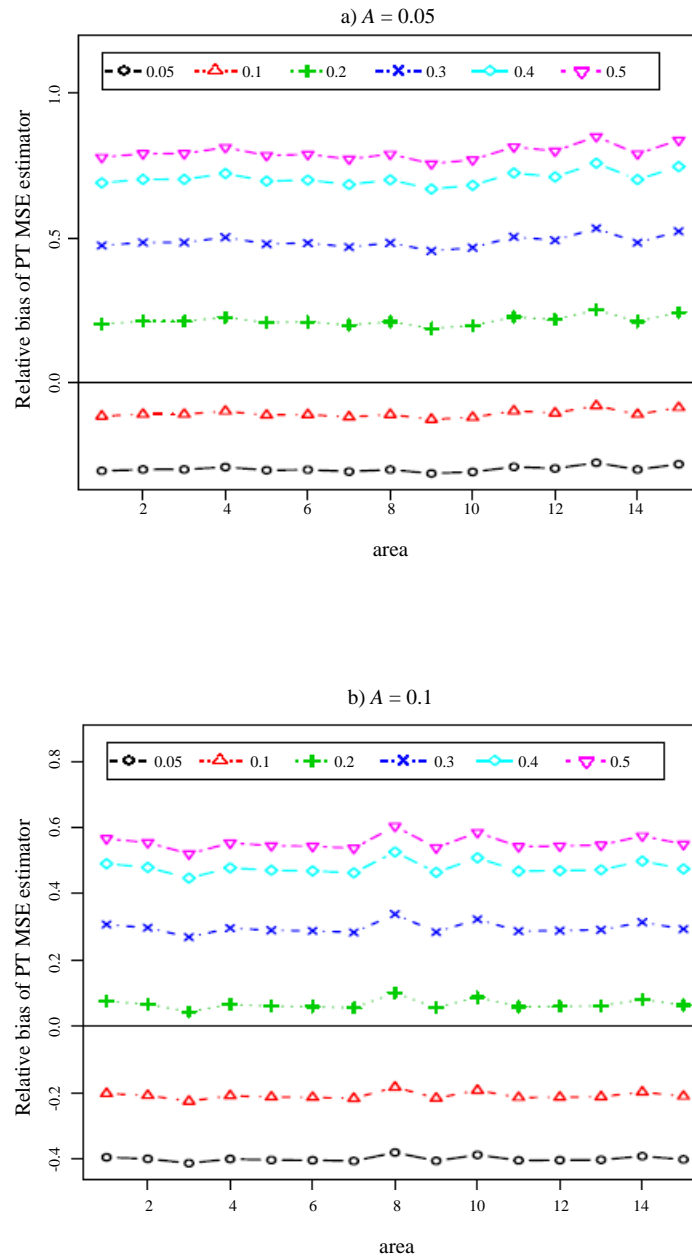 a) A = 0.05
0.05 0.1 0.2 0.3 0.4 0.5
Relative bias of PT MSE estimator
1.0
0.5
0.0
2 4 6 8 10 12 14
area
b) A = 0.1
0.05 0.1 0.2 0.3 0.4 0.5
Relative bias of PT MSE estimator
0.8
0.6
0.4
0.2
0.0
-0.2
-0.4
2 4 6 8 10 12 14
area